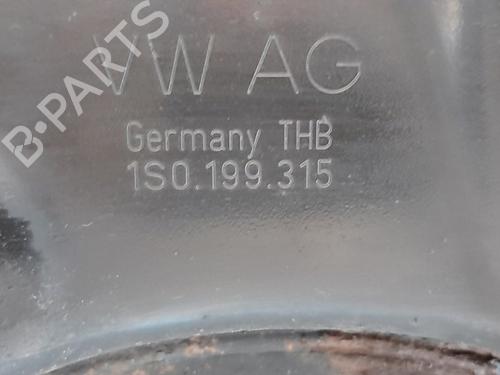 VW AG
B-PARTS
Germany THB
1S0.199.315